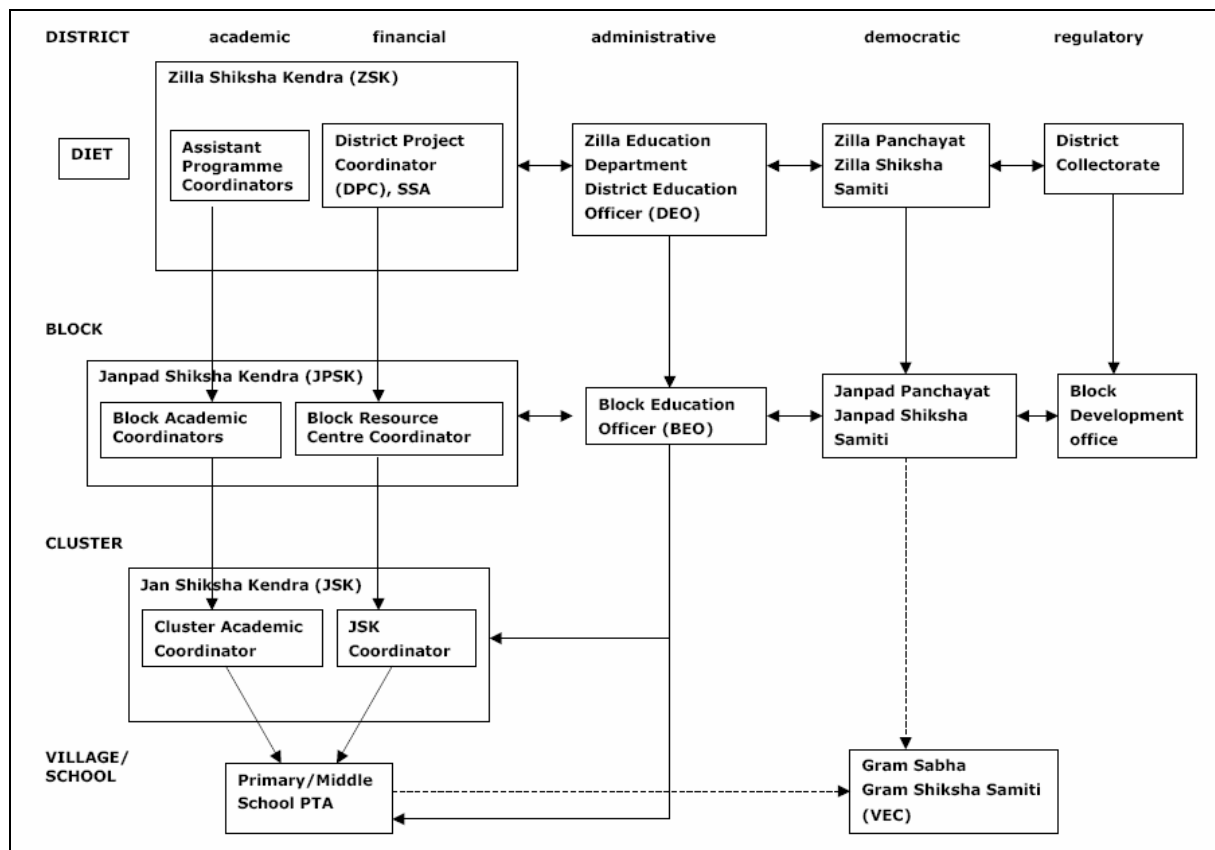 DISTRICT academic financial administrative democratic regulatory
Zilla Shiksha Kendra (ZSK)
DIET
Assistant
Programme
Coordinators
District Project
Coordinator
(DPC), SSA
Zilla Education
Department
District Education
Officer (DEO)
Zilla Panchayat
Zilla Shiksha
Samiti
District
Collectorate
BLOCK
Janpad Shiksha Kendra (JPSK)
Block Academic
Coordinators
Block Resource
Centre Coordinator
Block Education
Officer (BEO)
Janpad Panchayat
Janpad Shiksha
Samiti
Block
Development
office
CLUSTER
Jan Shiksha Kendra (JSK)
Cluster Academic
Coordinator
JSK
Coordinator
VILLAGE/
SCHOOL
Primary/Middle
School PTA
Gram Sabha
Gram Shiksha Samiti
(VEC)